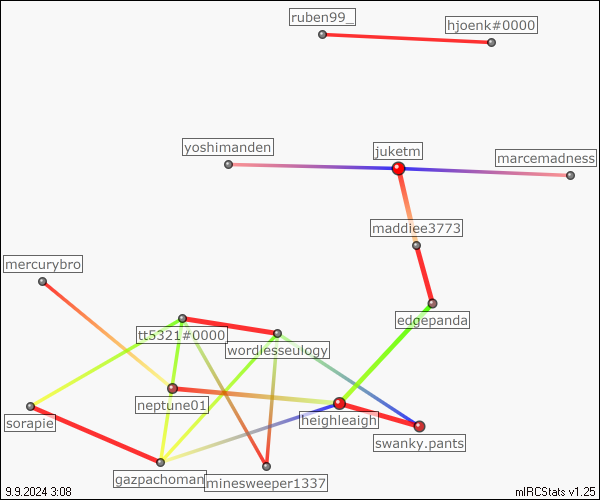 ruben99_
hjoenk#0000
yoshimanden
juketm
marcemadness
maddiee3773
mercurybro
edgepanda
tt5321#0000
wordlesseulogy
neptune01
heighleaigh
sorapie
swanky.pants
gazpachoman
minesweeper1337
9.9.2024 3:08
mIRCStats v1.25